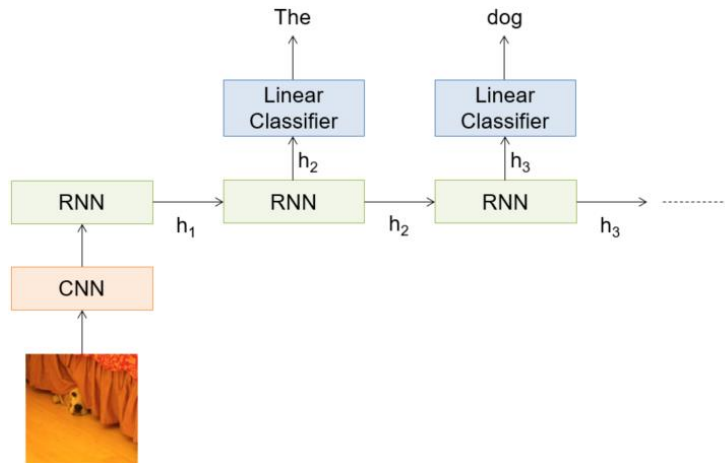 The
dog
Linear
Classifier
Linear
Classifier
h₂
h₃
RNN
RNN
RNN
h₁
h₂
h₃
CNN